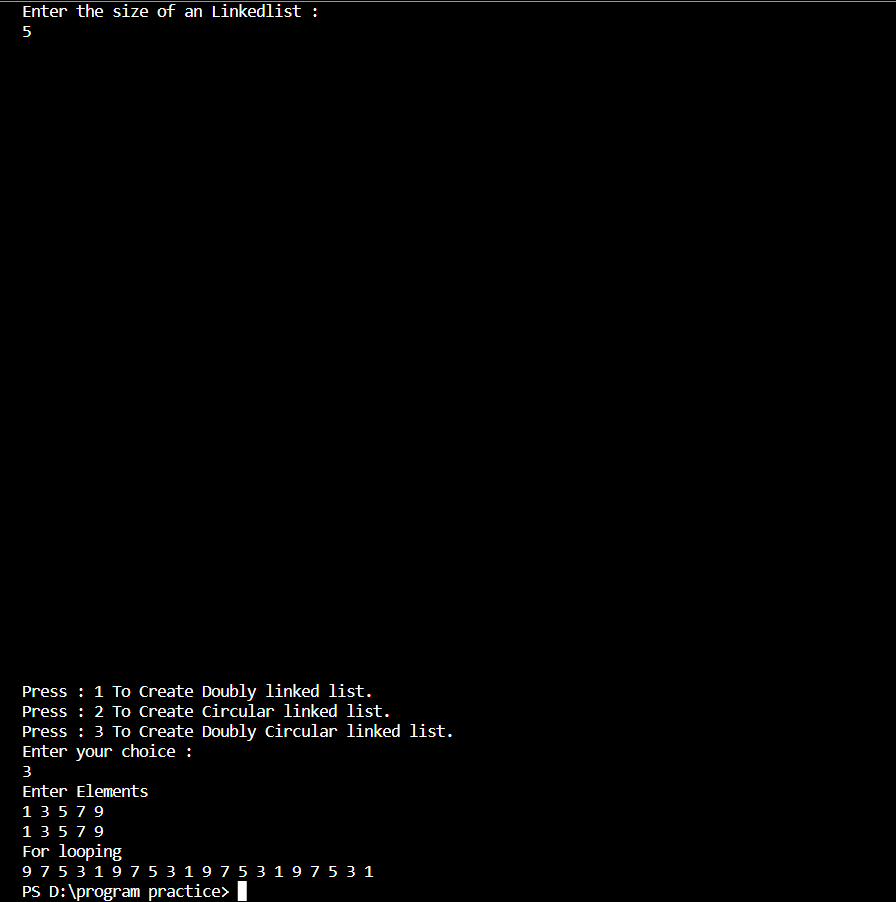 Enter the size of an Linkedlist :
5
Press : 1 To Create Doubly linked list.
Press : 2 To Create Circular linked list.
Press : 3 To Create Doubly Circular linked list.
Enter your choice :
3
Enter Elements
1 3 5 7 9
1 3 5 7 9
For looping
9 7 5 3 1 9 7 5 3 1 9 7 5 3 1 9 7 5 3 1
PS D:\program practice>